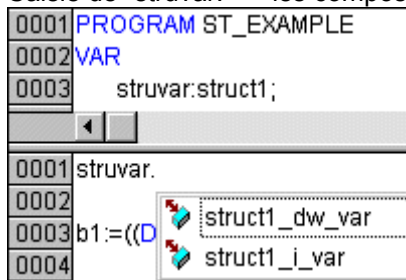 0001 PROGRAM ST_EXAMPLE
0002 VAR
0003 struvar:struct1;
0001 struvar.
0002
struct1_dw_var
0003 b1:=((D
struct1_i_var
0004